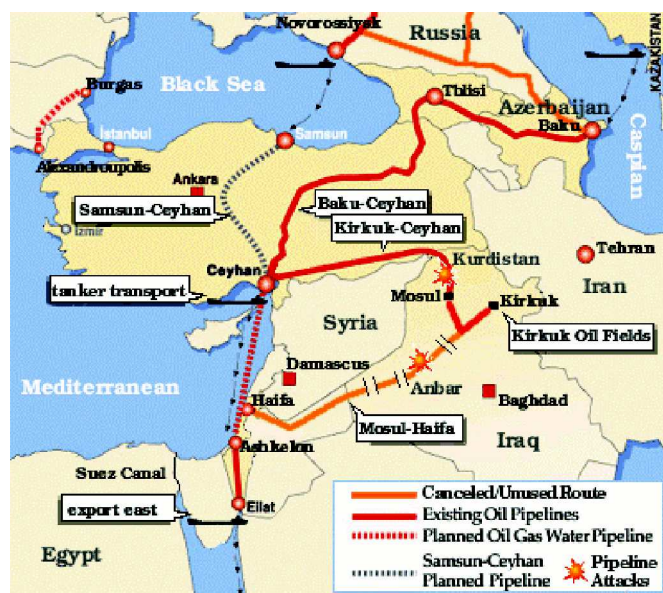 Novorossiysk
Russia
KAZAKISTAN
Black Sea
Burgas
Tblisi
Azerbaijan
Baku
Caspian
Istanbul
Samsun
Alexandroupolis
Ankara
Baku-Ceyhan
Samsun-Ceyhan
Kirkuk-Ceyhan
Izmir
Tehran
Ceyhan
Kurdistan
Iran
tanker transport
Mosul
Kirkuk
Syria
Kirkuk Oil Fields
Damascus
Mediterranean
Anbar
Haifa
Baghdad
Mosul-Haifa
Ashkelon
Iraq
Suez Canal
Eilat
export east
Egypt
Canceled/Unused Route
Existing Oil Pipelines
Planned Oil Gas Water Pipeline
Samsun-Ceyhan
Planned Pipeline
Pipeline
Attacks